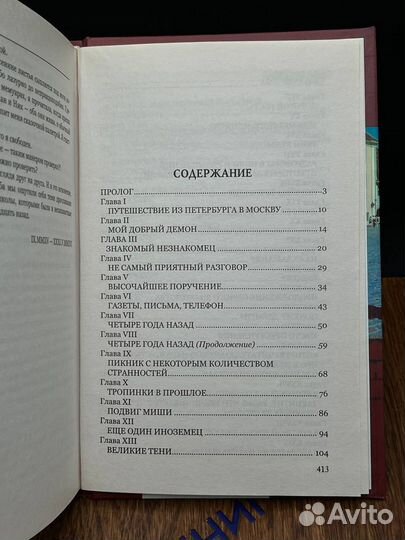 ой.
СОДЕРЖАНИЕ
ПРОЛОГ 3
Глава I
ПУТЕШЕСТВИЕ ИЗ ПЕТЕРБУРГА В МОСКВУ 10
Глава II
МОЙ ДОБРЫЙ ДЕМОН 14
ГЛАВА III
ЗНАКОМЫЙ НЕЗНАКОМЕЦ 20
Глава IV
НЕ САМЫЙ ПРИЯТНЫЙ РАЗГОВОР 29
Глава V
ВЫСОЧАЙШЕЕ ПОРУЧЕНИЕ 34
Глава VI
ГАЗЕТЫ, ПИСЬМА, ТЕЛЕФОН 43
Глава VII
ЧЕТЫРЕ ГОДА НАЗАД 50
Глава VIII
ЧЕТЫРЕ ГОДА НАЗАД (Продолжение) 59
Глава IX
ПИКНИК С НЕКОТОРЫМ КОЛИЧЕСТВОМ
СТРАННОСТЕЙ 68
Глава X
ТРОПИНКИ В ПРОШЛОЕ 76
Глава XI
ПОДВИГ МИШИ 86
Глава XII
ЕЩЕ ОДИН ИНОЗЕМЕЦ 94
Глава XIII
ВЕЛИКИЕ ТЕНИ 104
413
Avito